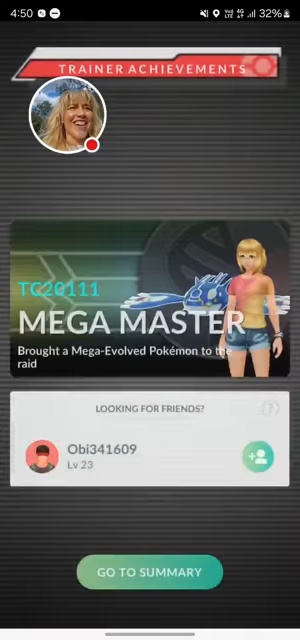 4:50
32%
TRAINER ACHIEVEMENTS
TC20111
MEGA MASTER
Brought a Mega-Evolved Pokémon to the
raid
LOOKING FOR FRIENDS?
Obi341609
Lv 23
GO TO SUMMARY